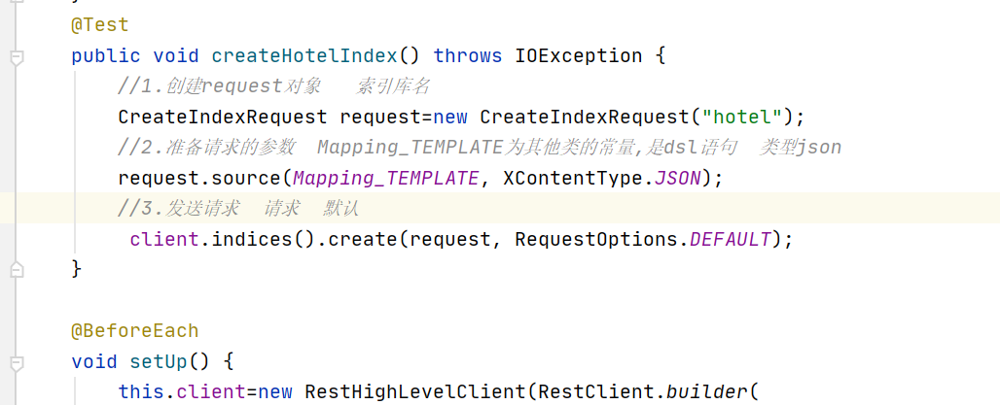 @Test
public void createHotelIndex() throws IOException {
//1.创建request对象   索引库名
CreateIndexRequest request=new CreateIndexRequest("hotel");
//2.准备请求的参数  Mapping_TEMPLATE为其他类的常量,是dsl语句  类型json
request.source(Mapping_TEMPLATE, XContentType.JSON);
//3.发送请求  请求  默认
client.indices().create(request, RequestOptions.DEFAULT);
}
@BeforeEach
void setUp() {
this.client=new RestHighLevelClient(RestClient.builder(